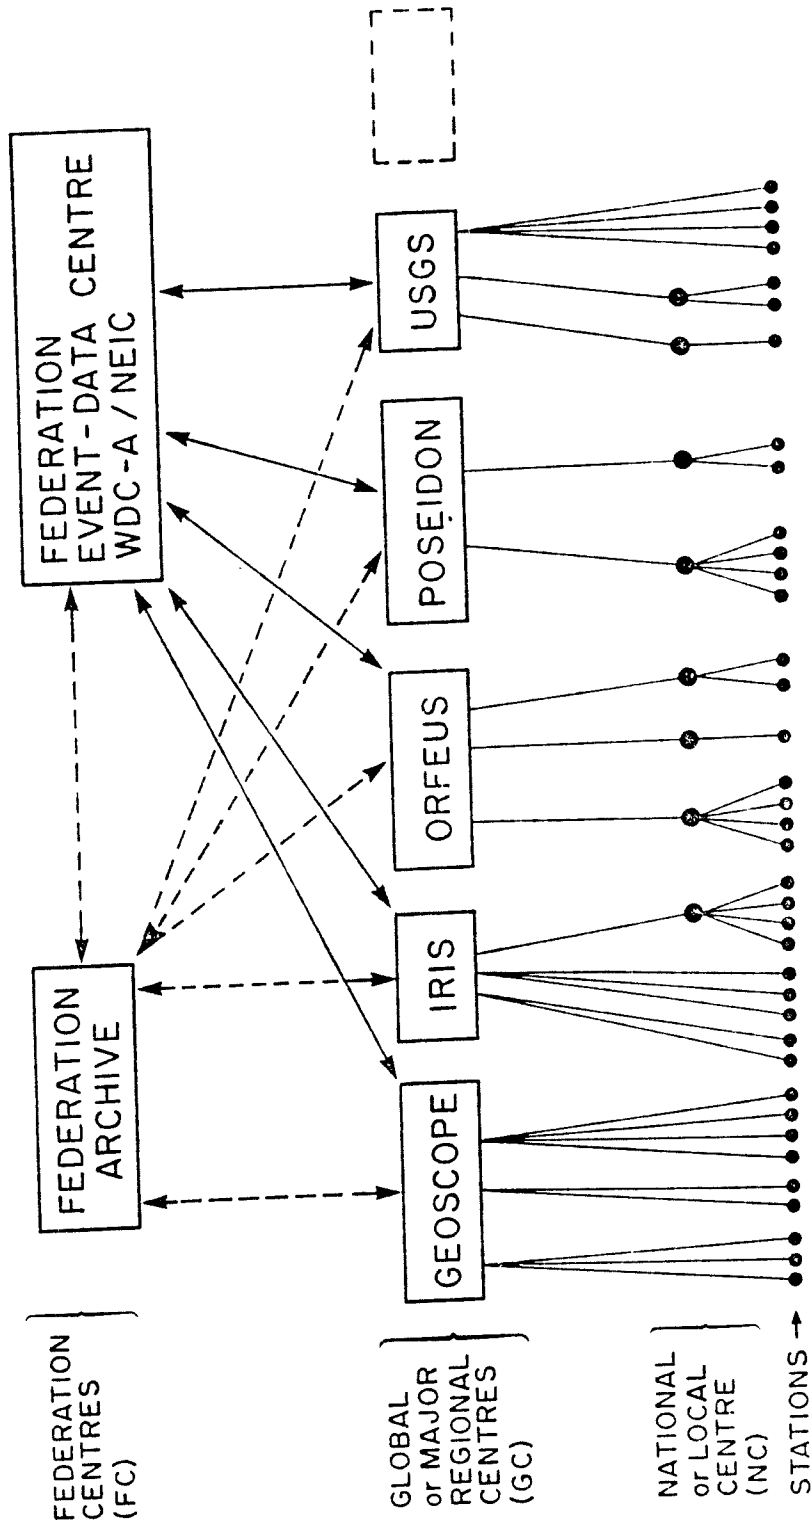 FEDERATION
CENTRES
(FC)
FEDERATION
ARCHIVE
FEDERATION
EVENT-DATA CENTRE
WDC-A / NEIC
GLOBAL
or MAJOR
REGIONAL
CENTRES
(GC)
GEOSCOPE
IRIS
ORFEUS
POSEIDON
USGS
NATIONAL
or LOCAL
CENTRE
(NC)
STATIONS →